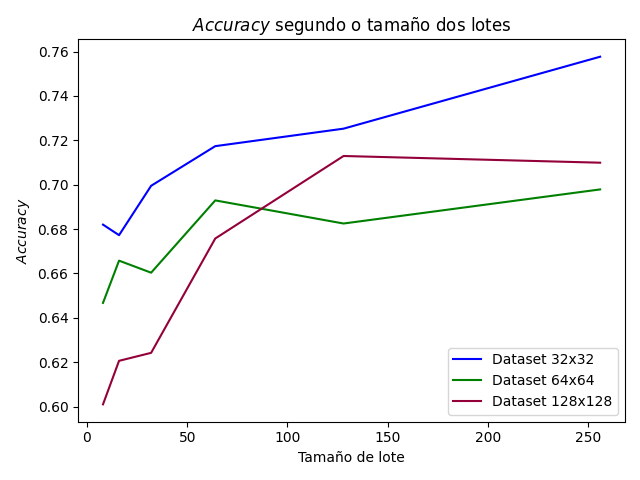 Accuracy segundo o tamaño dos lotes
0.76
0.74
0.72
0.70
0.68
0.66
0.64
0.62
0.60
Accuracy
0 50 100 150 200 250
Tamaño de lote
Dataset 32x32
Dataset 64x64
Dataset 128x128